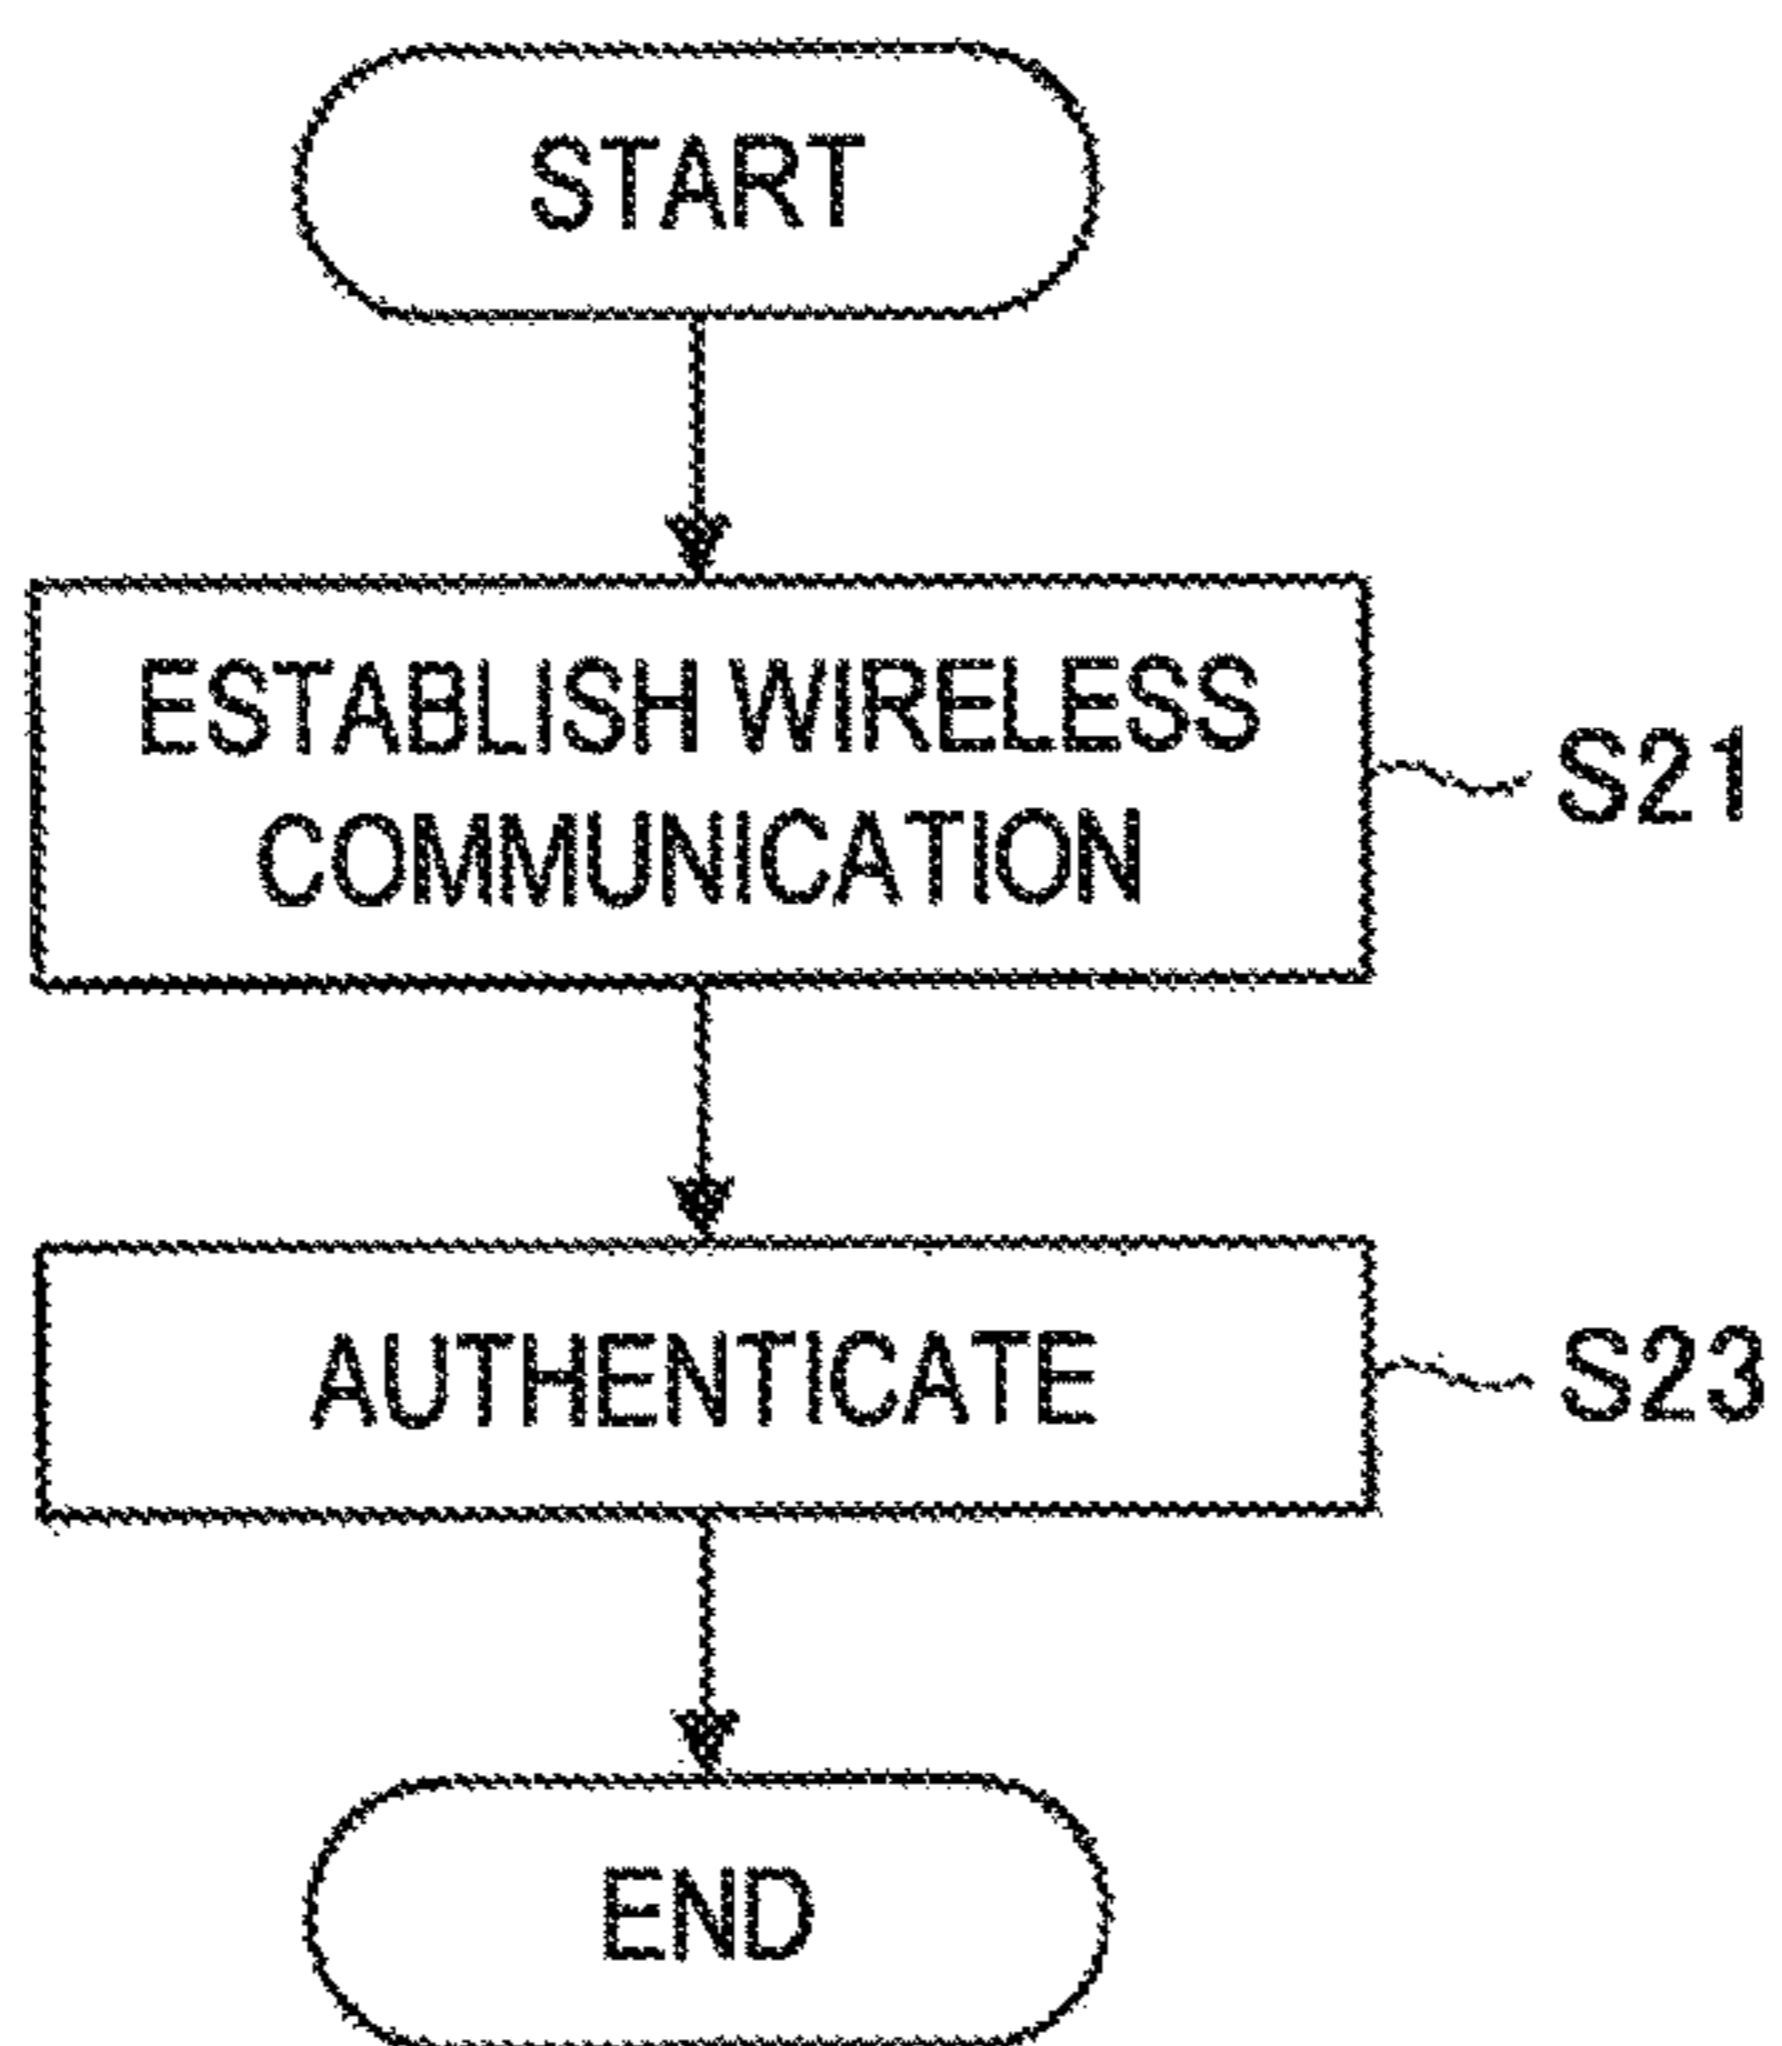 START
ESTABLISH WIRELESS
COMMUNICATION
S21
AUTHENTICATE
S23
END